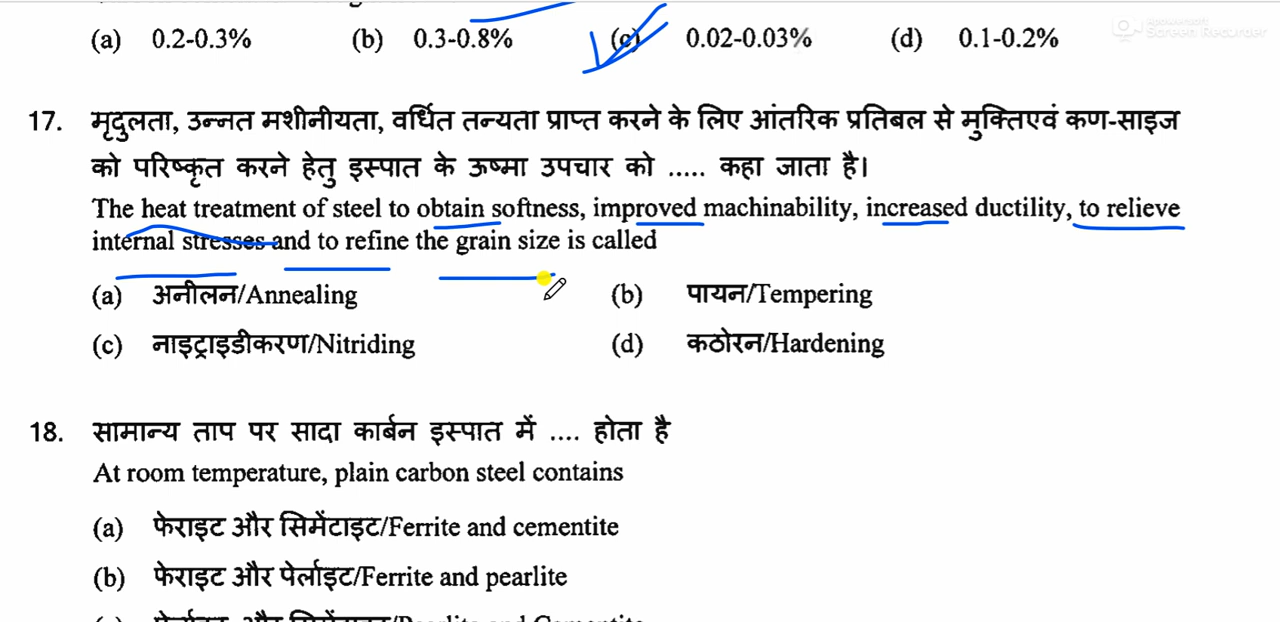 (a) 0.2-0.3% (b) 0.3-0.8% (c) 0.02-0.03% (d) 0.1-0.2%
Apowersoft
Screen Recorder
17. मृदुलता, उन्नत मशीनीयता, वर्धित तन्यता प्राप्त करने के लिए आंतरिक प्रतिबल से मुक्तिएवं कण-साइज
को परिष्कृत करने हेतु इस्पात के ऊष्मा उपचार को ..... कहा जाता है।
The heat treatment of steel to obtain softness, improved machinability, increased ductility, to relieve
internal stresses and to refine the grain size is called
(a) अनीलन/Annealing (b) पायन/Tempering
(c) नाइट्राइडीकरण/Nitriding (d) कठोरन/Hardening
18. सामान्य ताप पर सादा कार्बन इस्पात में .... होता है
At room temperature, plain carbon steel contains
(a) फेराइट और सिमेंटाइट/Ferrite and cementite
(b) फेराइट और पेर्लाइट/Ferrite and pearlite